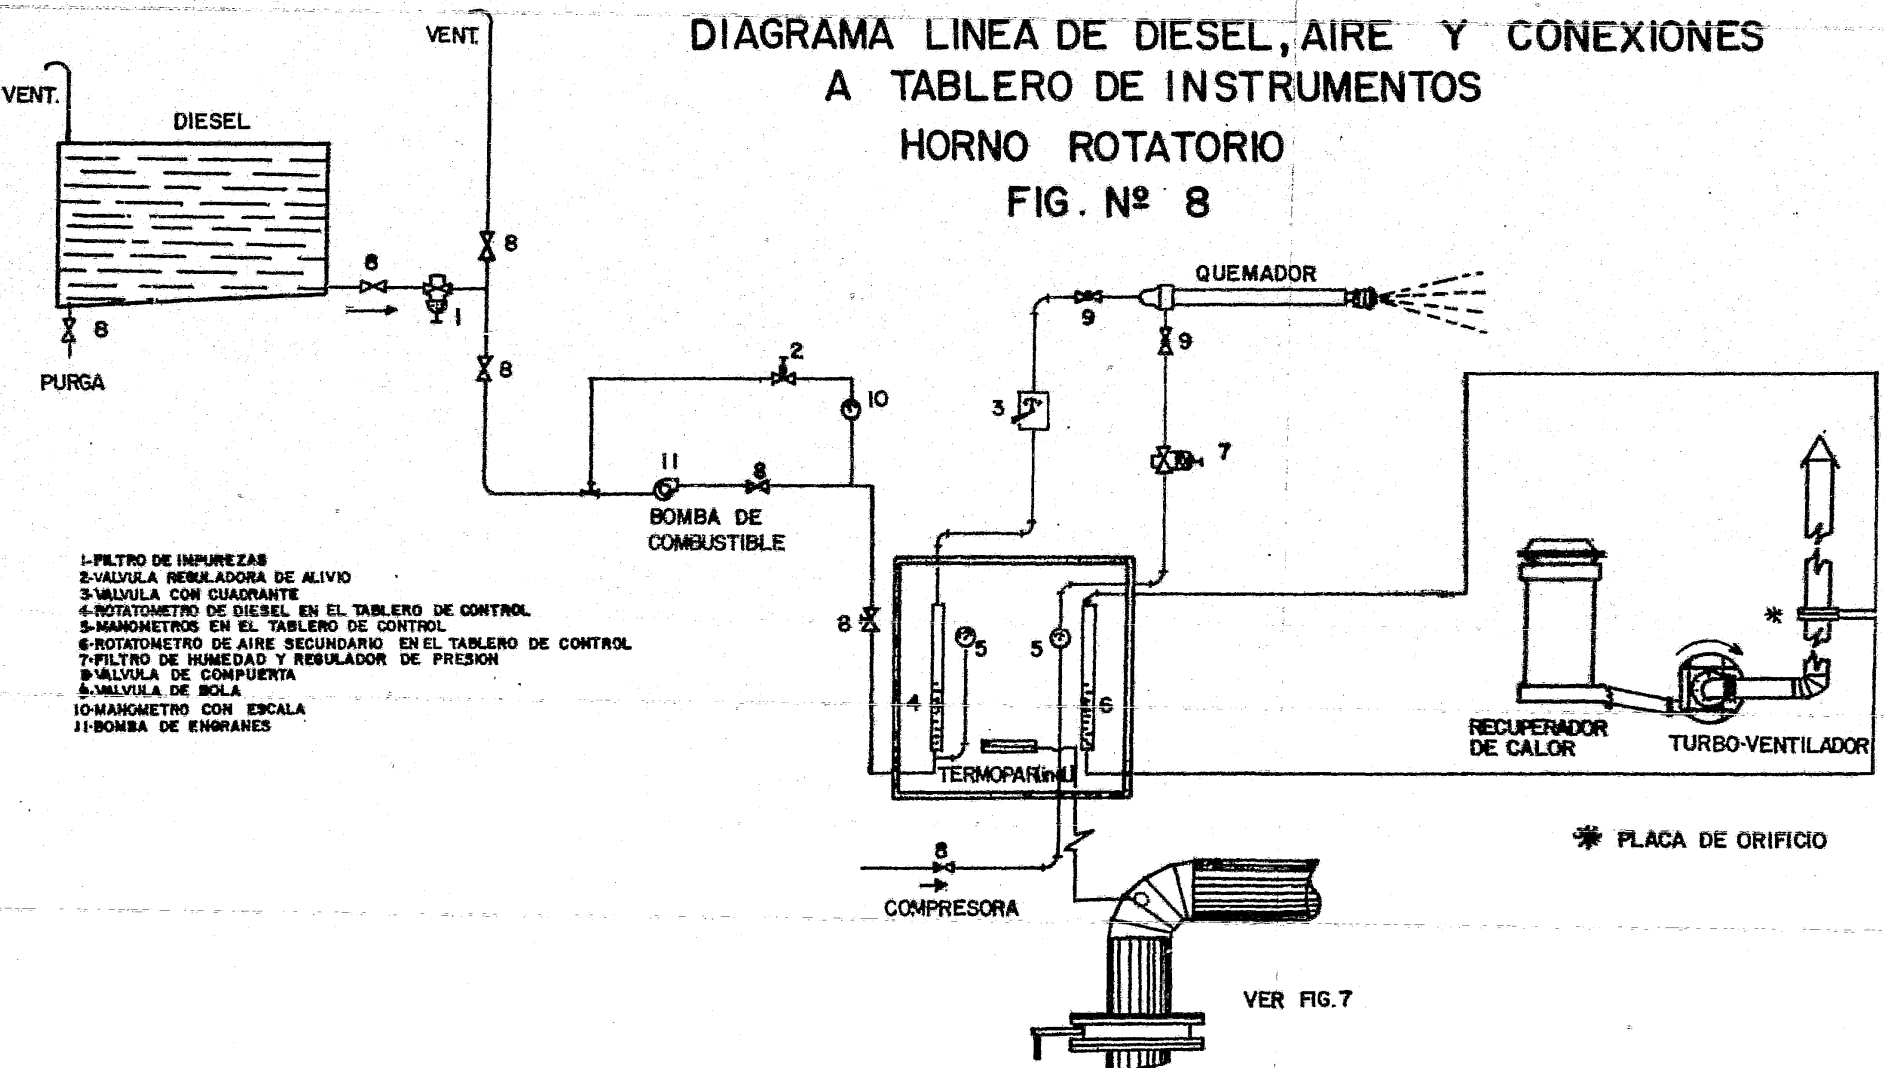 DIAGRAMA LINEA DE DIESEL, AIRE Y CONEXIONES
A TABLERO DE INSTRUMENTOS
HORNO ROTATORIO
FIG. Nº 8
VENT.
VENT.
DIESEL
8
8
1
8
PURGA
8
2
10
11
8
BOMBA DE
COMBUSTIBLE
8
QUEMADOR
9
9
3
7
1-FILTRO DE IMPUREZAS
2-VALVULA REGULADORA DE ALIVIO
3-VALVULA CON CUADRANTE
4-ROTATOMETRO DE DIESEL EN EL TABLERO DE CONTROL
5-MANOMETROS EN EL TABLERO DE CONTROL
6-ROTATOMETRO DE AIRE SECUNDARIO EN EL TABLERO DE CONTROL
7-FILTRO DE HUMEDAD Y REGULADOR DE PRESION
8-VALVULA DE COMPUERTA
9-VALVULA DE BOLA
10-MANOMETRO CON ESCALA
11-BOMBA DE ENGRANES
5
5
4
6
TERMOPAR
*
RECUPERADOR
DE CALOR
TURBO-VENTILADOR
* PLACA DE ORIFICIO
8
COMPRESORA
VER FIG.7